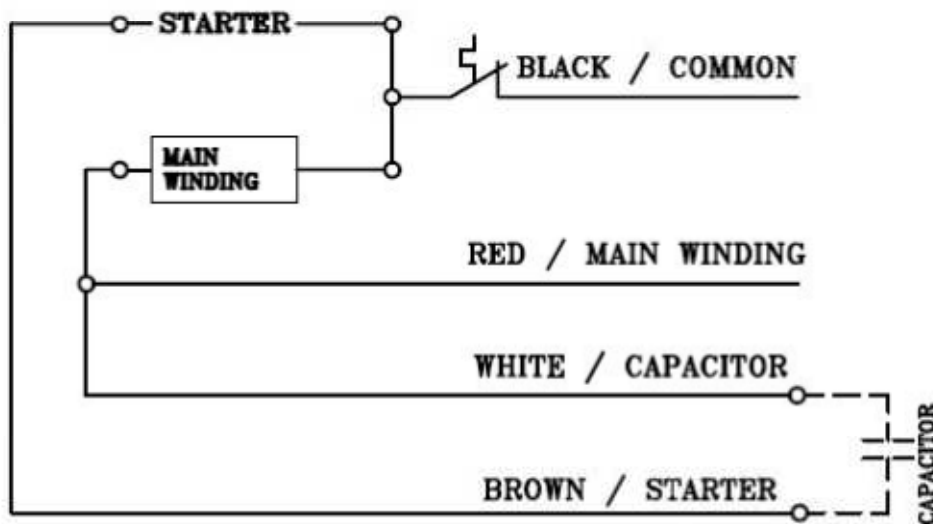 STARTER
BLACK / COMMON
MAIN
WINDING
RED / MAIN WINDING
WHITE / CAPACITOR
CAPACITOR
BROWN / STARTER